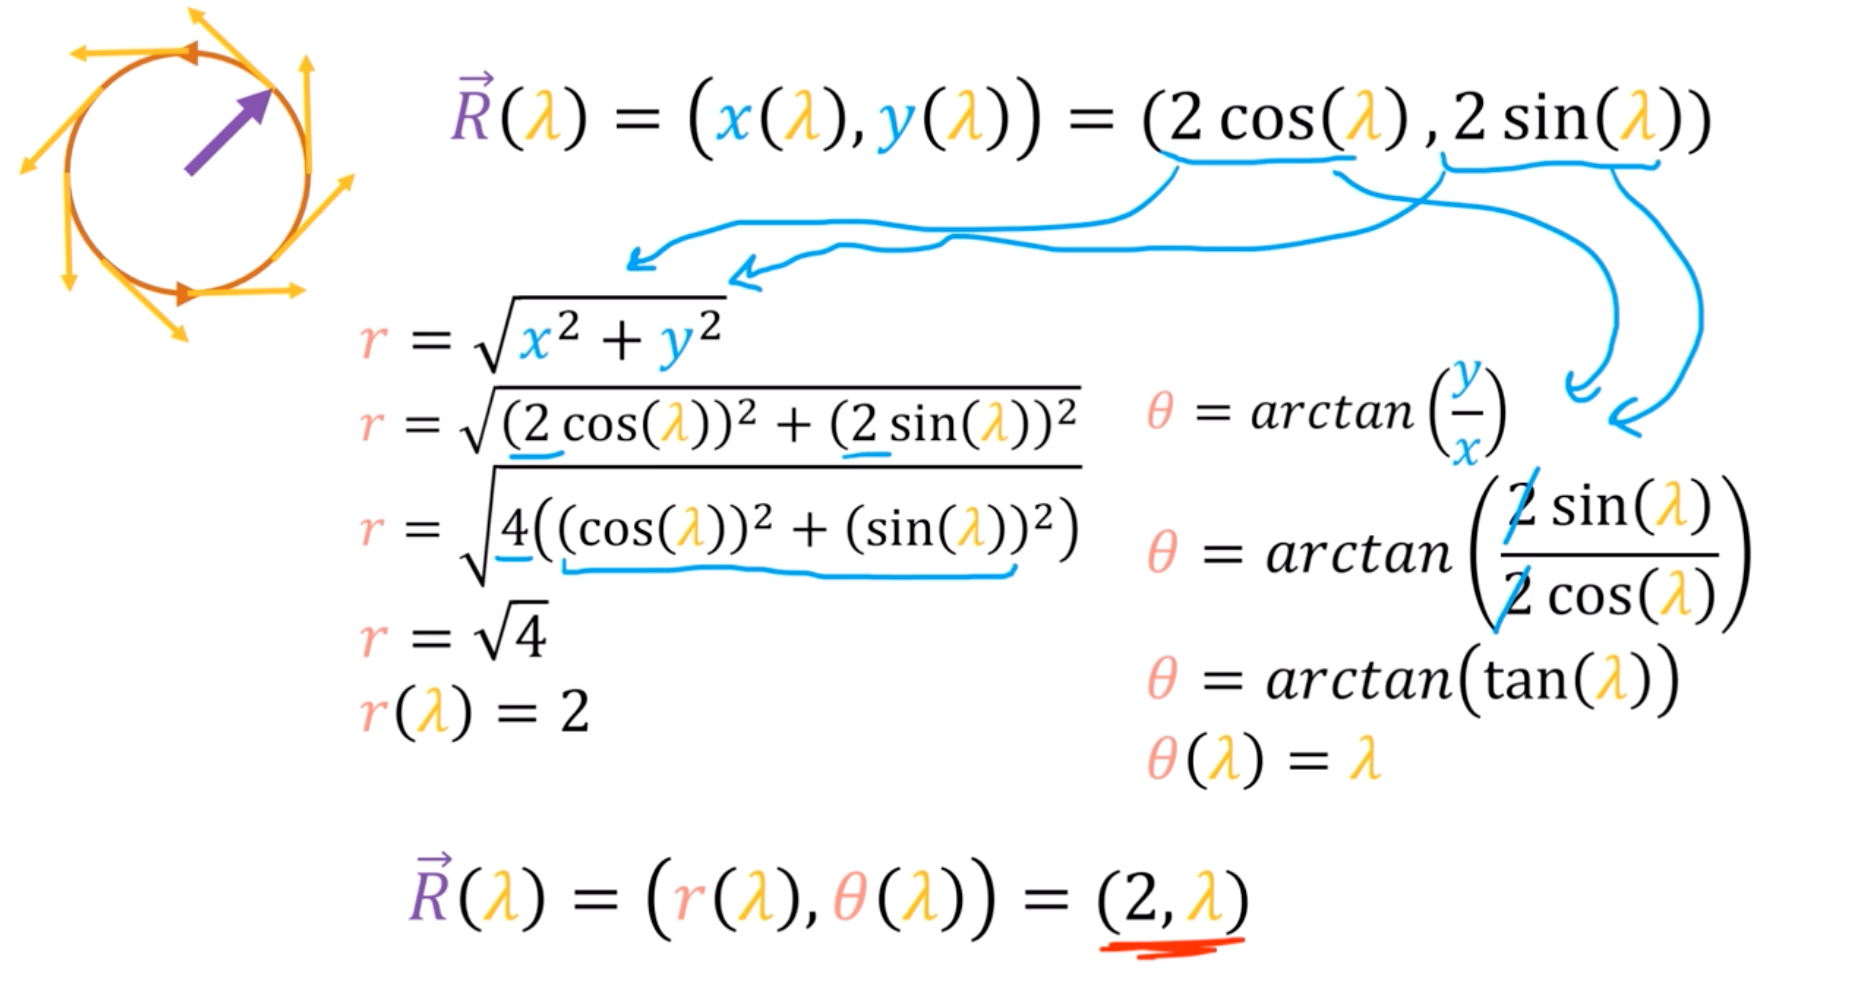 R⃗(λ) = (x(λ), y(λ)) = (2 cos(λ) , 2 sin(λ))
r = √(x² + y²)
r = √((2 cos(λ))² + (2 sin(λ))²)
r = √(4((cos(λ))² + (sin(λ))²))
r = √4
r(λ) = 2
θ = arctan(y/x)
θ = arctan(2 sin(λ)/2 cos(λ))
θ = arctan(tan(λ))
θ(λ) = λ
R⃗(λ) = (r(λ), θ(λ)) = (2, λ)